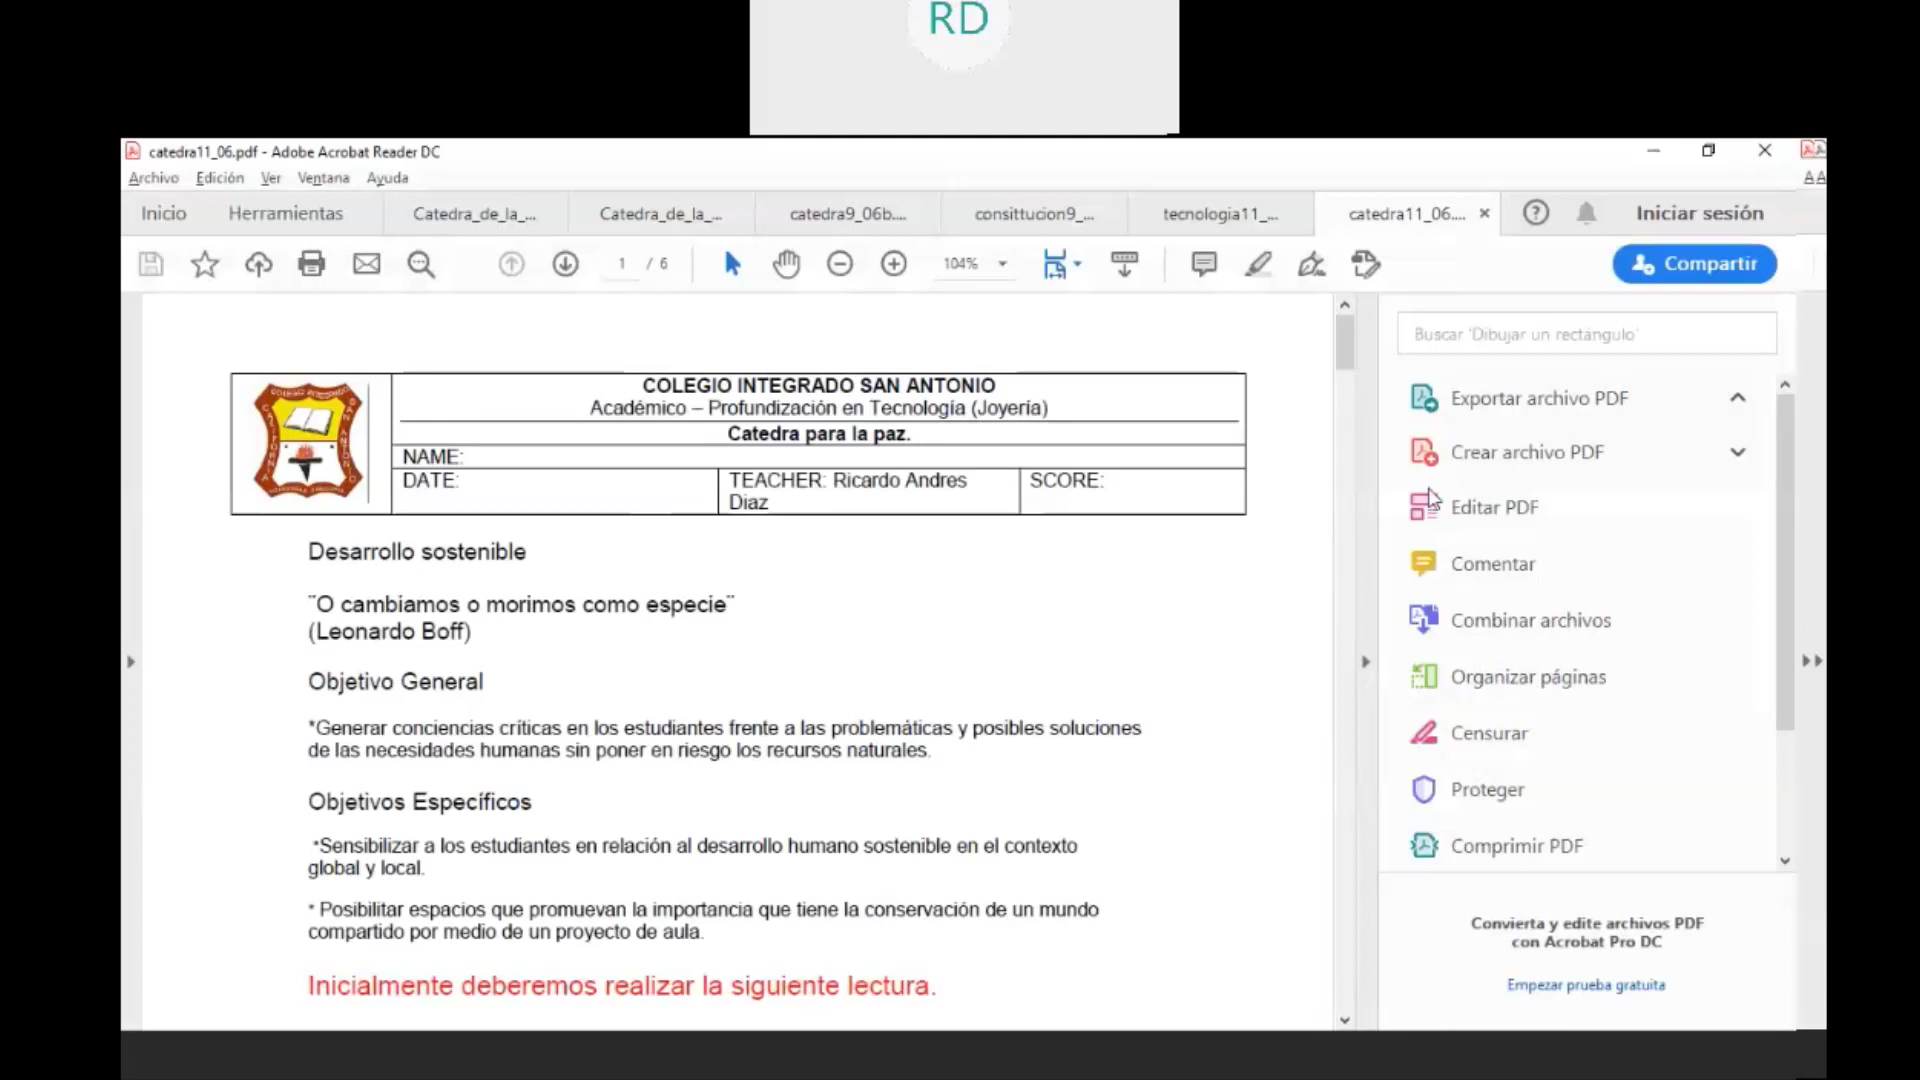 RD
catedra11_06.pdf - Adobe Acrobat Reader DC
Archivo Edición Ver Ventana Ayuda
Inicio Herramientas Catedra_de_la_... Catedra_de_la_... catedra9_06b.... consittucion9_... tecnologia11_... catedra11_06.... Iniciar sesión
1 / 6 104% Compartir
Buscar 'Dibujar un rectángulo'
Exportar archivo PDF
Crear archivo PDF
Editar PDF
Comentar
Combinar archivos
Organizar páginas
Censurar
Proteger
Comprimir PDF
Convierta y edite archivos PDF
con Acrobat Pro DC
Empezar prueba gratuita
COLEGIO INTEGRADO SAN ANTONIO
Académico – Profundización en Tecnología (Joyería)
Catedra para la paz.
NAME:
DATE:
TEACHER: Ricardo Andres
Diaz
SCORE:
Desarrollo sostenible
¨O cambiamos o morimos como especie¨
(Leonardo Boff)
Objetivo General
*Generar conciencias críticas en los estudiantes frente a las problemáticas y posibles soluciones
de las necesidades humanas sin poner en riesgo los recursos naturales.
Objetivos Específicos
*Sensibilizar a los estudiantes en relación al desarrollo humano sostenible en el contexto
global y local.
* Posibilitar espacios que promuevan la importancia que tiene la conservación de un mundo
compartido por medio de un proyecto de aula.
Inicialmente deberemos realizar la siguiente lectura.